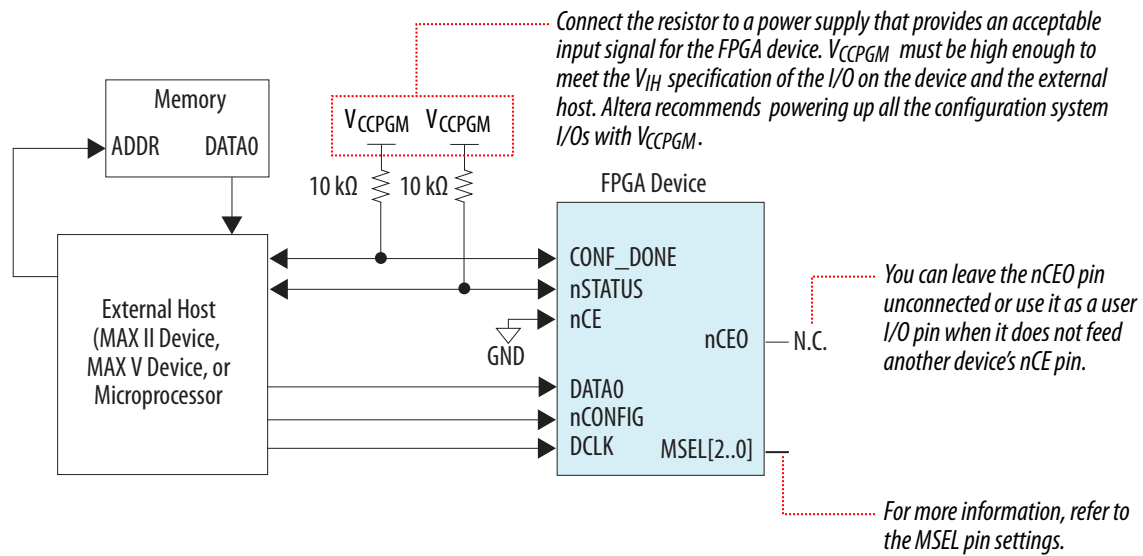 Connect the resistor to a power supply that provides an acceptable
input signal for the FPGA device. VCCPGM must be high enough to
meet the VIH specification of the I/O on the device and the external
host. Altera recommends powering up all the configuration system
I/Os with VCCPGM.
Memory
ADDR DATA0
VCCPGM VCCPGM
10 kΩ 10 kΩ
FPGA Device
External Host
(MAX II Device,
MAX V Device, or
Microprocessor
CONF_DONE
nSTATUS
nCE
GND
nCEO
N.C.
DATA0
nCONFIG
DCLK
MSEL[2..0]
You can leave the nCEO pin
unconnected or use it as a user
I/O pin when it does not feed
another device's nCE pin.
For more information, refer to
the MSEL pin settings.